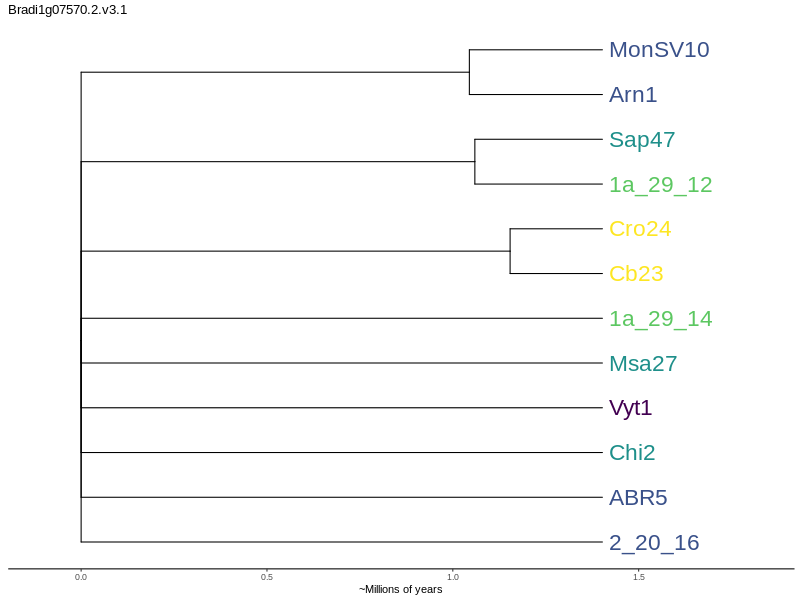 Bradi1g07570.2.v3.1
MonSV10
Arn1
Sap47
1a_29_12
Cro24
Cb23
1a_29_14
Msa27
Vyt1
Chi2
ABR5
2_20_16
0.0 0.5 1.0 1.5
~Millions of years